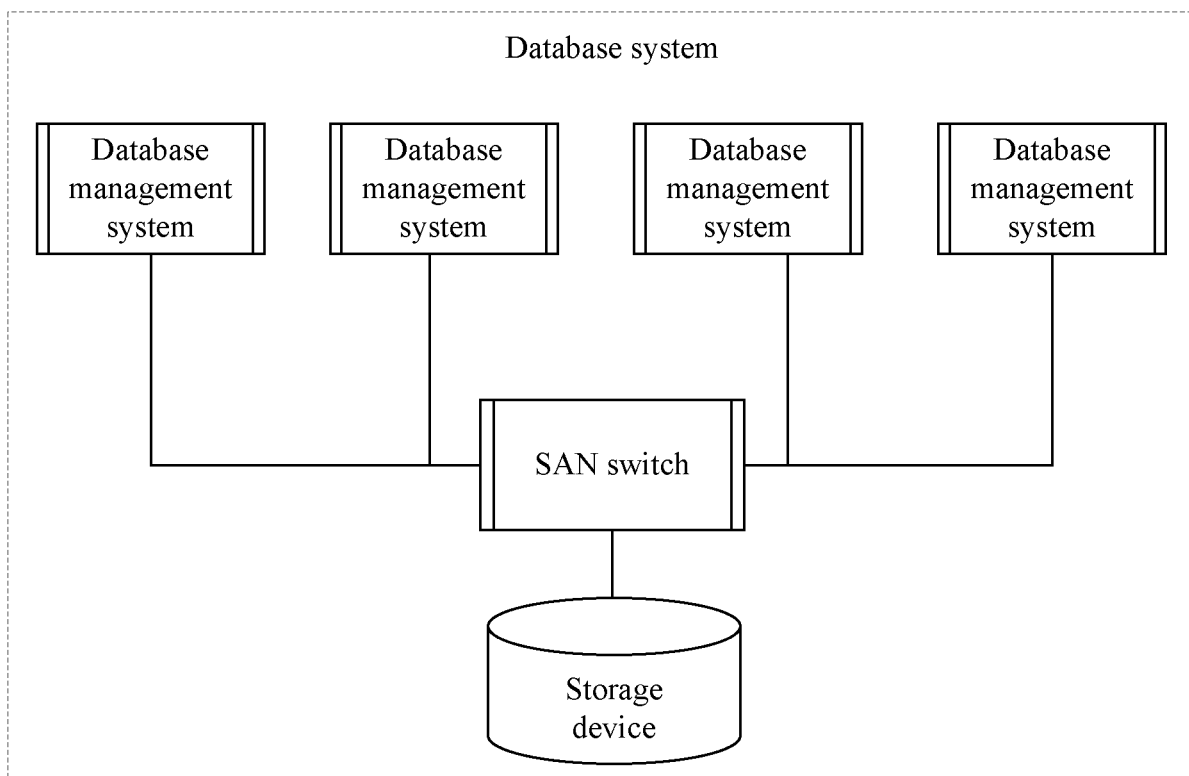 Database system
Database
management
system
Database
management
system
Database
management
system
Database
management
system
SAN switch
Storage
device